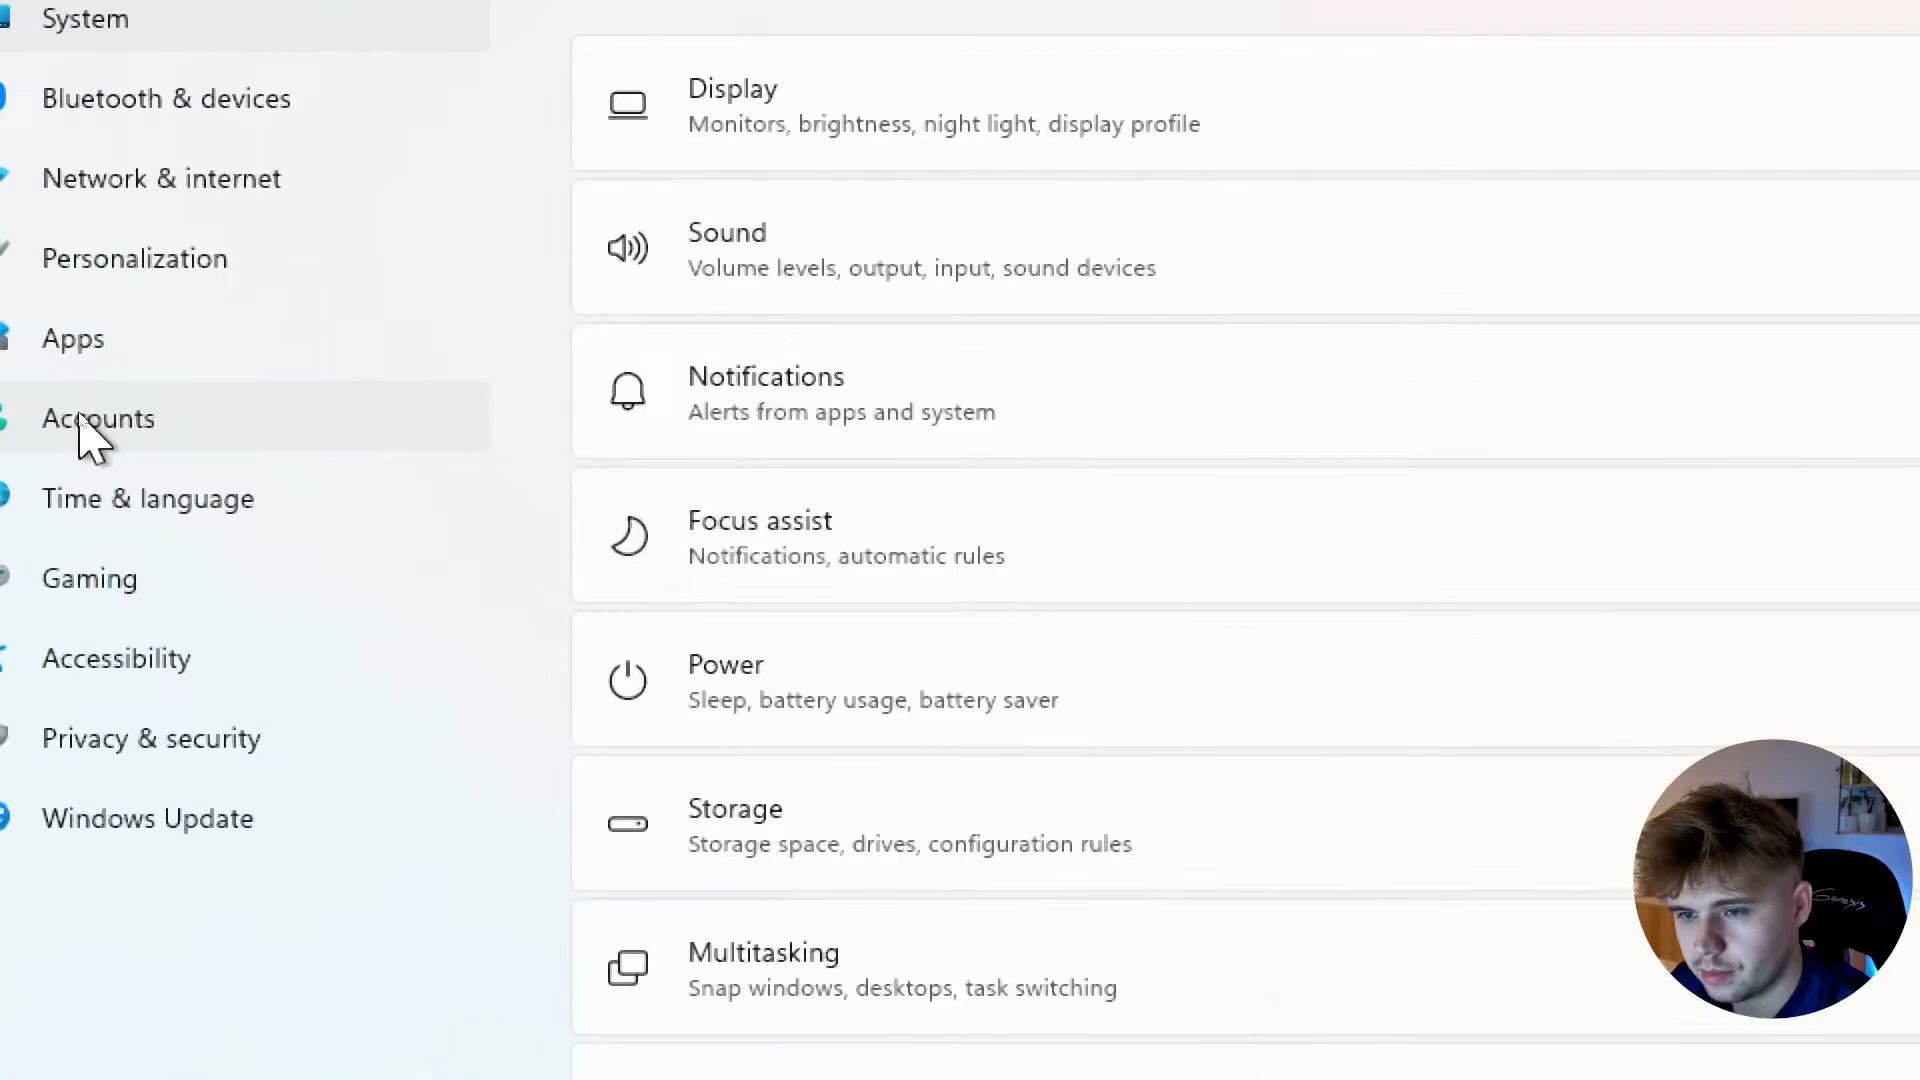 System
Bluetooth & devices
Network & internet
Personalization
Apps
Accounts
Time & language
Gaming
Accessibility
Privacy & security
Windows Update
Display
Monitors, brightness, night light, display profile
Sound
Volume levels, output, input, sound devices
Notifications
Alerts from apps and system
Focus assist
Notifications, automatic rules
Power
Sleep, battery usage, battery saver
Storage
Storage space, drives, configuration rules
Multitasking
Snap windows, desktops, task switching
Genesis